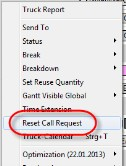 Truck Report
Send To
Status
Break
Breakdown
Set Reuse Quantity
Gantt Visible Global
Time Extension
Reset Call Request
Truck-Calendar Strg+T
Optimization (22.01.2013)